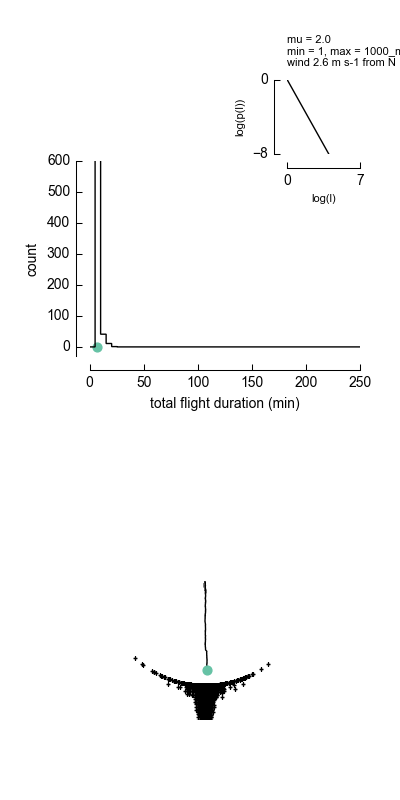 mu = 2.0
min = 1, max = 1000_m
wind 2.6 m s-1 from N
0
−8
log(p(l))
0 7
log(l)
600
500
400
300
200
100
0
count
0 50 100 150 200 250
total flight duration (min)